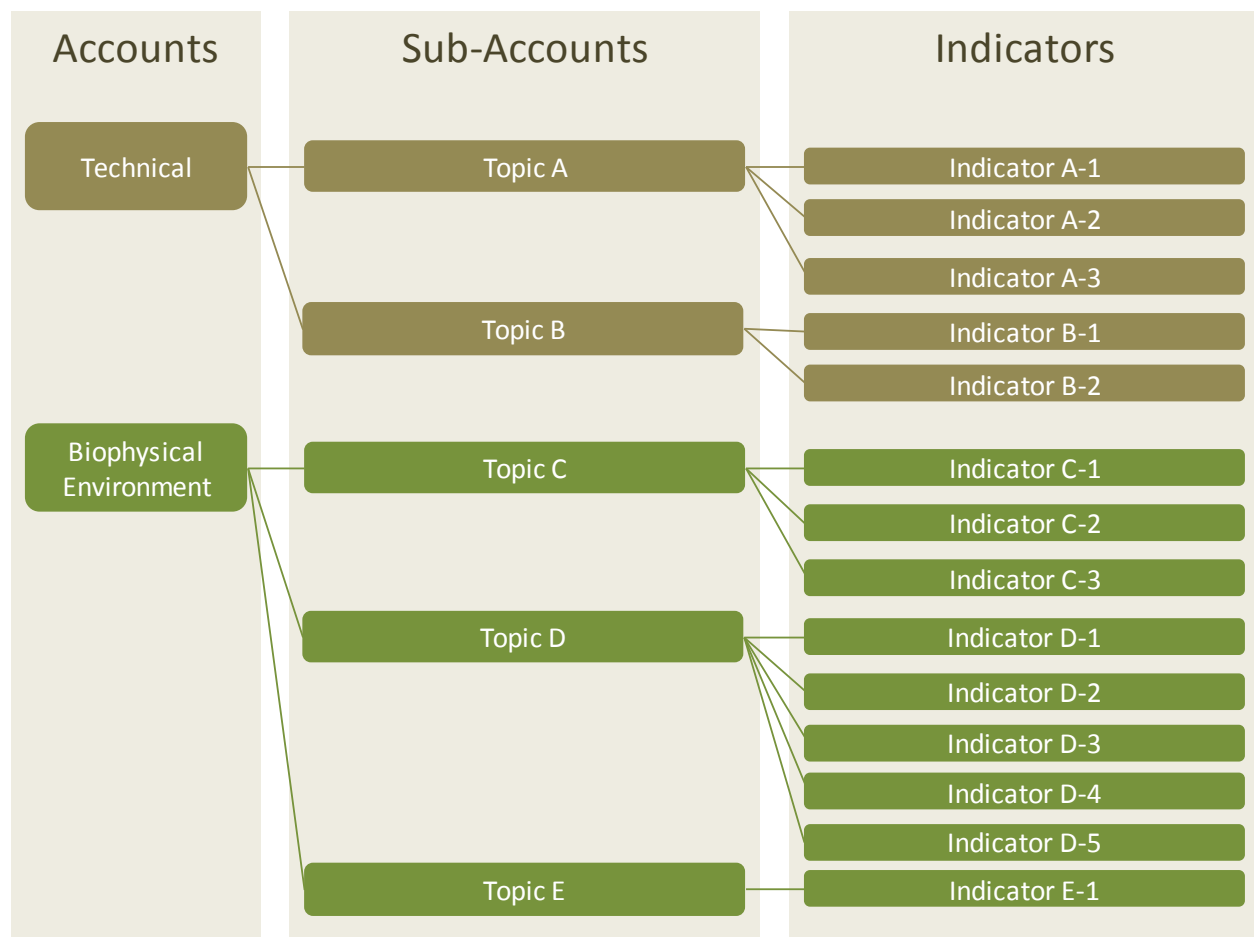 Accounts
Sub-Accounts
Indicators
Technical
Topic A
Indicator A-1
Indicator A-2
Indicator A-3
Topic B
Indicator B-1
Indicator B-2
Biophysical
Environment
Topic C
Indicator C-1
Indicator C-2
Indicator C-3
Topic D
Indicator D-1
Indicator D-2
Indicator D-3
Indicator D-4
Indicator D-5
Topic E
Indicator E-1